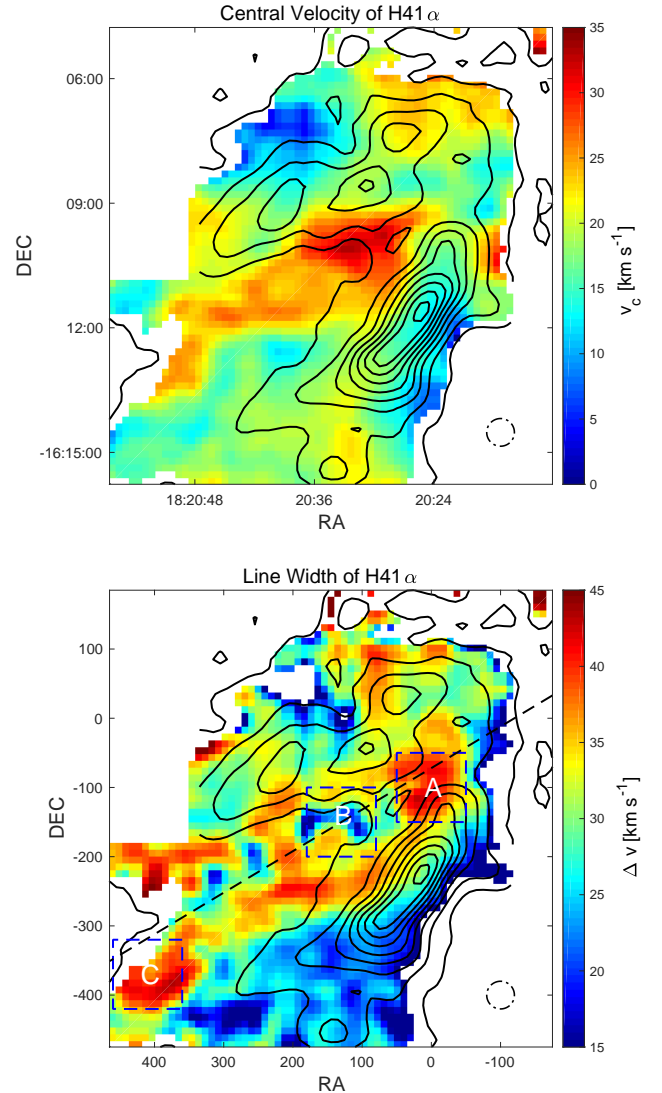 Central Velocity of H41 α
35
30
25
20
15
10
5
0
v_c [km s^-1]
06:00
09:00
12:00
-16:15:00
DEC
18:20:48 20:36 20:24
RA
Line Width of H41 α
45
40
35
30
25
20
15
Δ v [km s^-1]
100
0
-100
-200
-300
-400
DEC
A
B
C
400 300 200 100 0 -100
RA